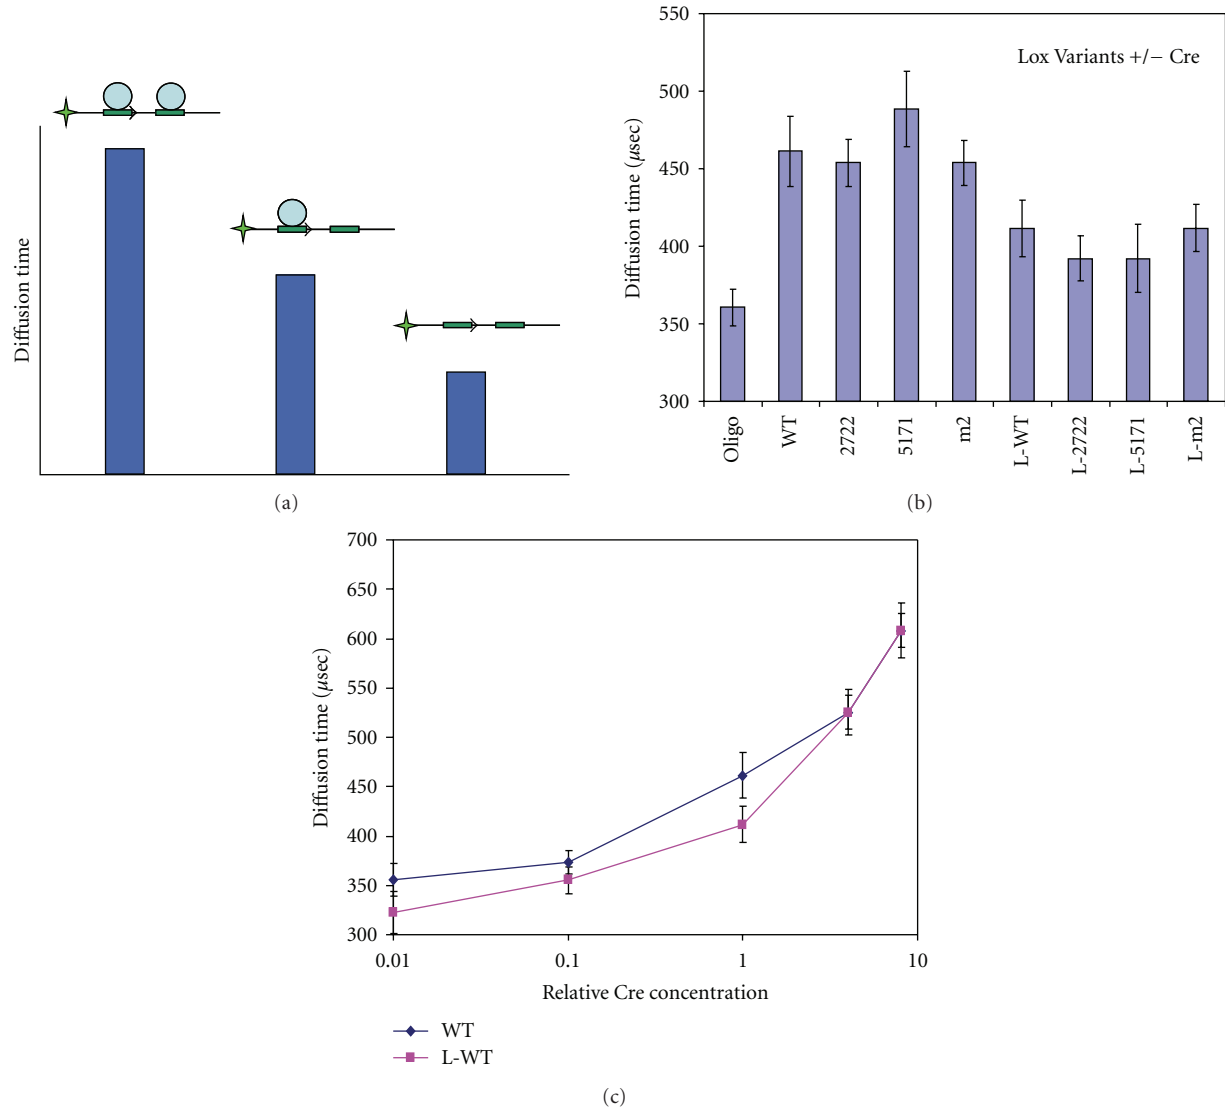 Diffusion time
(a)
550
500
450
400
350
300
Diffusion time (μsec)
Lox Variants +/− Cre
Oligo
WT
2722
5171
m2
L-WT
L-2722
L-5171
L-m2
(b)
700
650
600
550
500
450
400
350
300
Diffusion time (μsec)
0.01 0.1 1 10
Relative Cre concentration
WT
L-WT
(c)